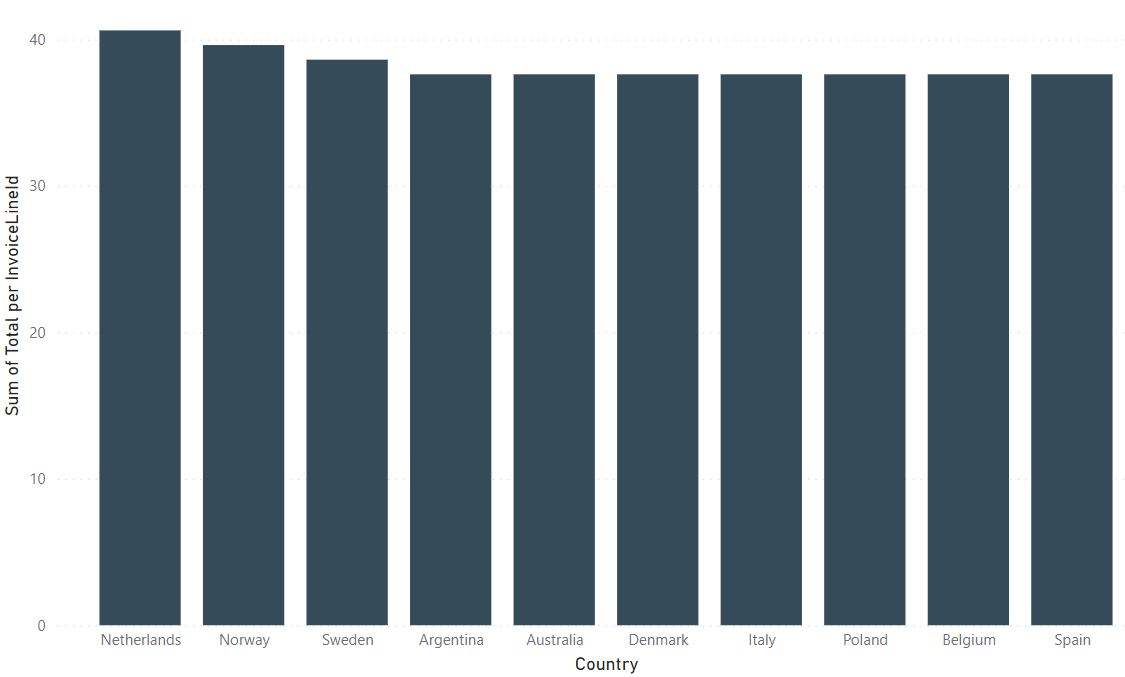 40
30
20
10
0
Sum of Total per InvoiceLineId
Netherlands Norway Sweden Argentina Australia Denmark Italy Poland Belgium Spain
Country